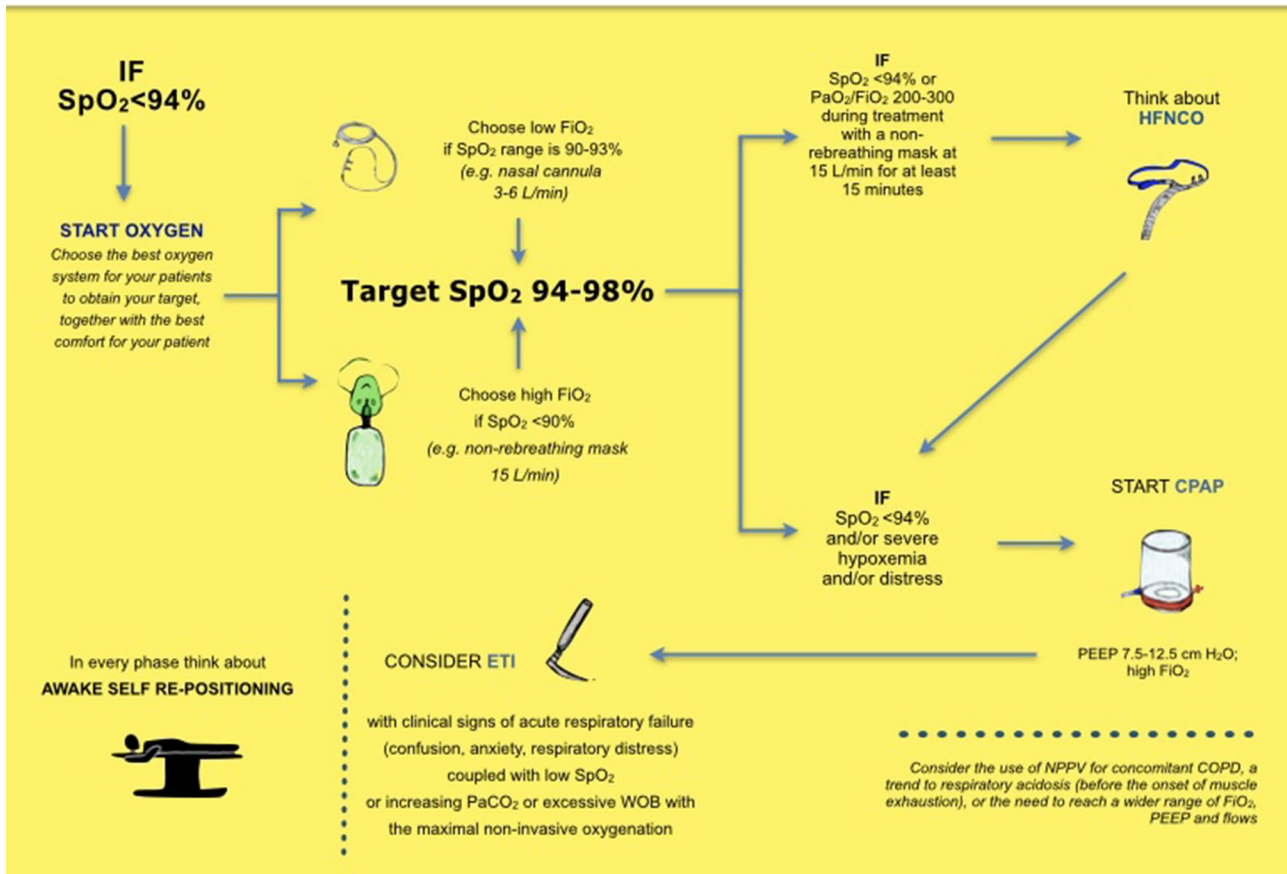 IF
SpO₂<94%
START OXYGEN
Choose the best oxygen
system for your patients
to obtain your target,
together with the best
comfort for your patient
Choose low FiO₂
if SpO₂ range is 90-93%
(e.g. nasal cannula
3-6 L/min)
Target SpO₂ 94-98%
Choose high FiO₂
if SpO₂ <90%
(e.g. non-rebreathing mask
15 L/min)
IF
SpO₂ <94% or
PaO₂/FiO₂ 200-300
during treatment
with a non-
rebreathing mask at
15 L/min for at least
15 minutes
Think about
HFNCO
IF
SpO₂ <94%
and/or severe
hypoxemia
and/or distress
START CPAP
PEEP 7.5-12.5 cm H₂O;
high FiO₂
CONSIDER ETI
with clinical signs of acute respiratory failure
(confusion, anxiety, respiratory distress)
coupled with low SpO₂
or increasing PaCO₂ or excessive WOB with
the maximal non-invasive oxygenation
In every phase think about
AWAKE SELF RE-POSITIONING
Consider the use of NPPV for concomitant COPD, a
trend to respiratory acidosis (before the onset of muscle
exhaustion), or the need to reach a wider range of FiO₂,
PEEP and flows